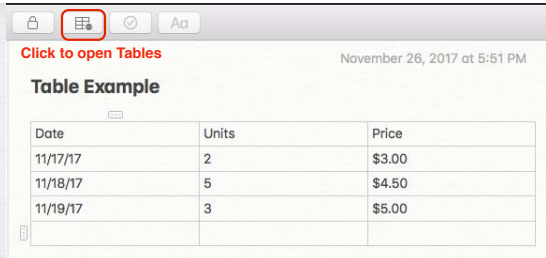 Aa
Click to open Tables
November 26, 2017 at 5:51 PM
Table Example
Date Units Price
11/17/17 2 $3.00
11/18/17 5 $4.50
11/19/17 3 $5.00